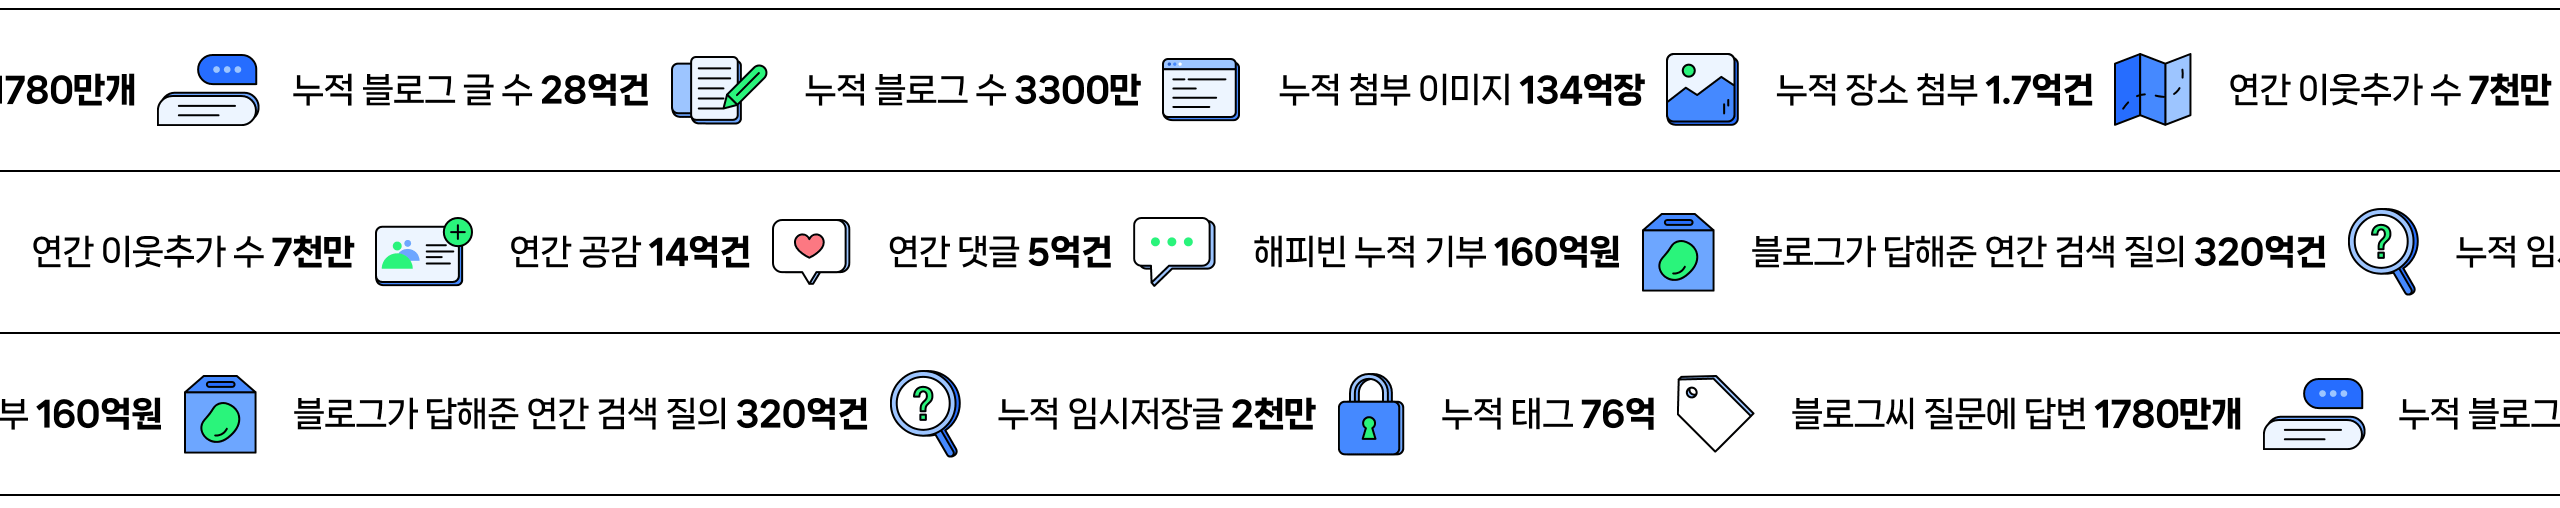 1780만개 누적 블로그 글 수 28억건 누적 블로그 수 3300만 누적 첨부 이미지 134억장 누적 장소 첨부 1.7억건 연간 이웃추가 수 7천만
연간 이웃추가 수 7천만 연간 공감 14억건 연간 댓글 5억건 해피빈 누적 기부 160억원 블로그가 답해준 연간 검색 질의 320억건 누적
부 160억원 블로그가 답해준 연간 검색 질의 320억건 누적 임시저장글 2천만 누적 태그 76억 블로그씨 질문에 답변 1780만개 누적 블로그